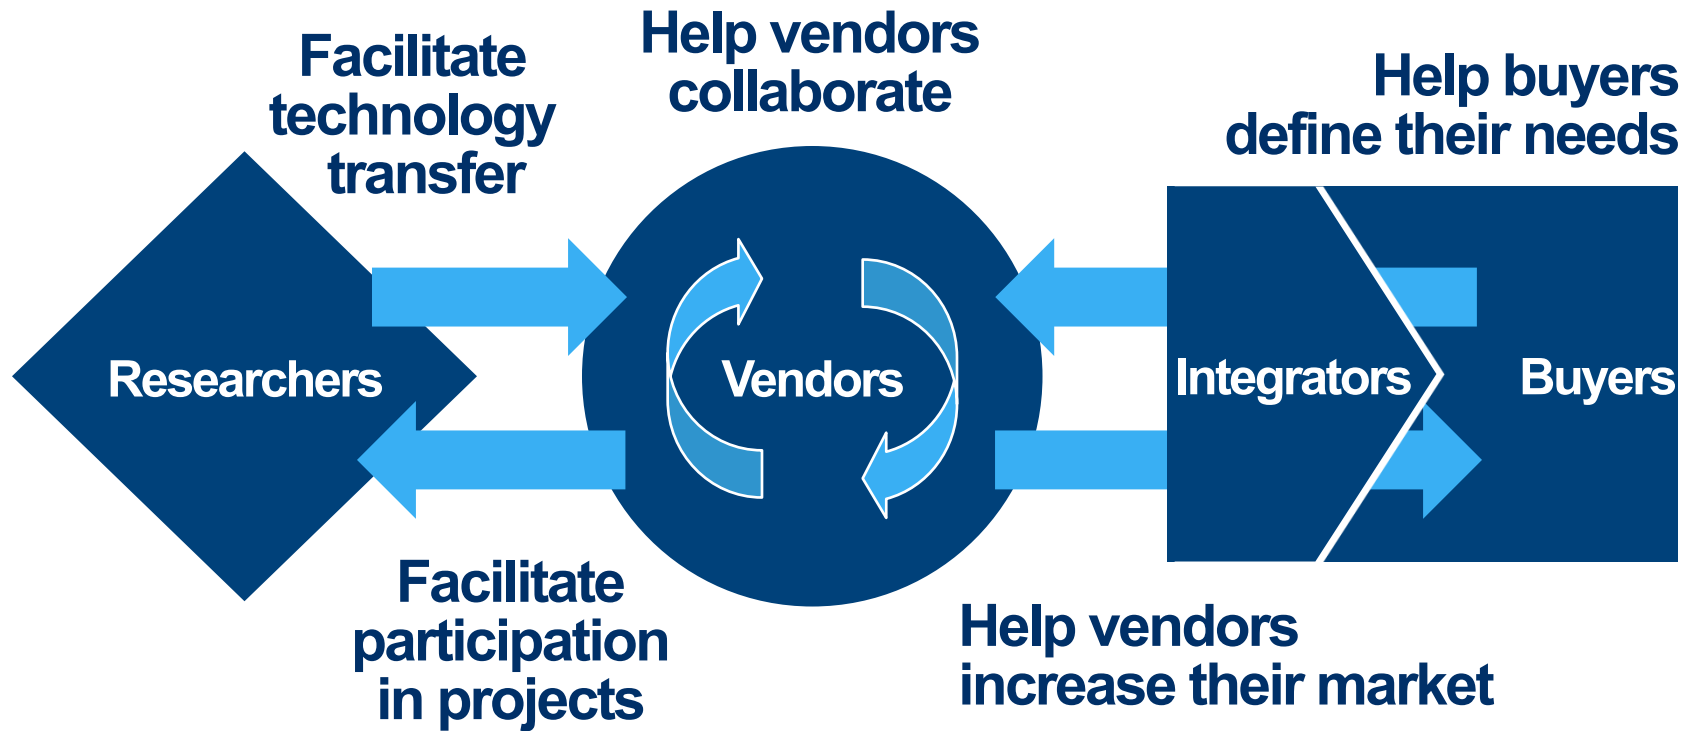 Facilitate
technology
transfer
Help vendors
collaborate
Help buyers
define their needs
Researchers
Vendors
Integrators
Buyers
Facilitate
participation
in projects
Help vendors
increase their market